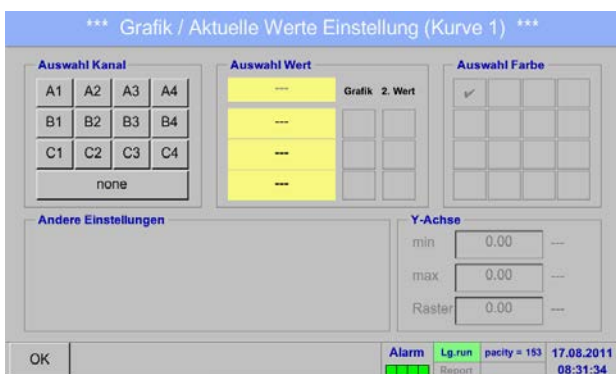 *** Grafik / Aktuelle Werte Einstellung (Kurve 1) ***
Auswahl Kanal
A1 A2 A3 A4
B1 B2 B3 B4
C1 C2 C3 C4
none
Auswahl Wert
--- Grafik 2. Wert
---
---
---
Auswahl Farbe
✔
Andere Einstellungen
Y-Achse
min 0.00 ---
max 0.00 ---
Raster 0.00 ---
OK
Alarm
Lg.run
Report
pacity = 153
17.08.2011
08:31:34